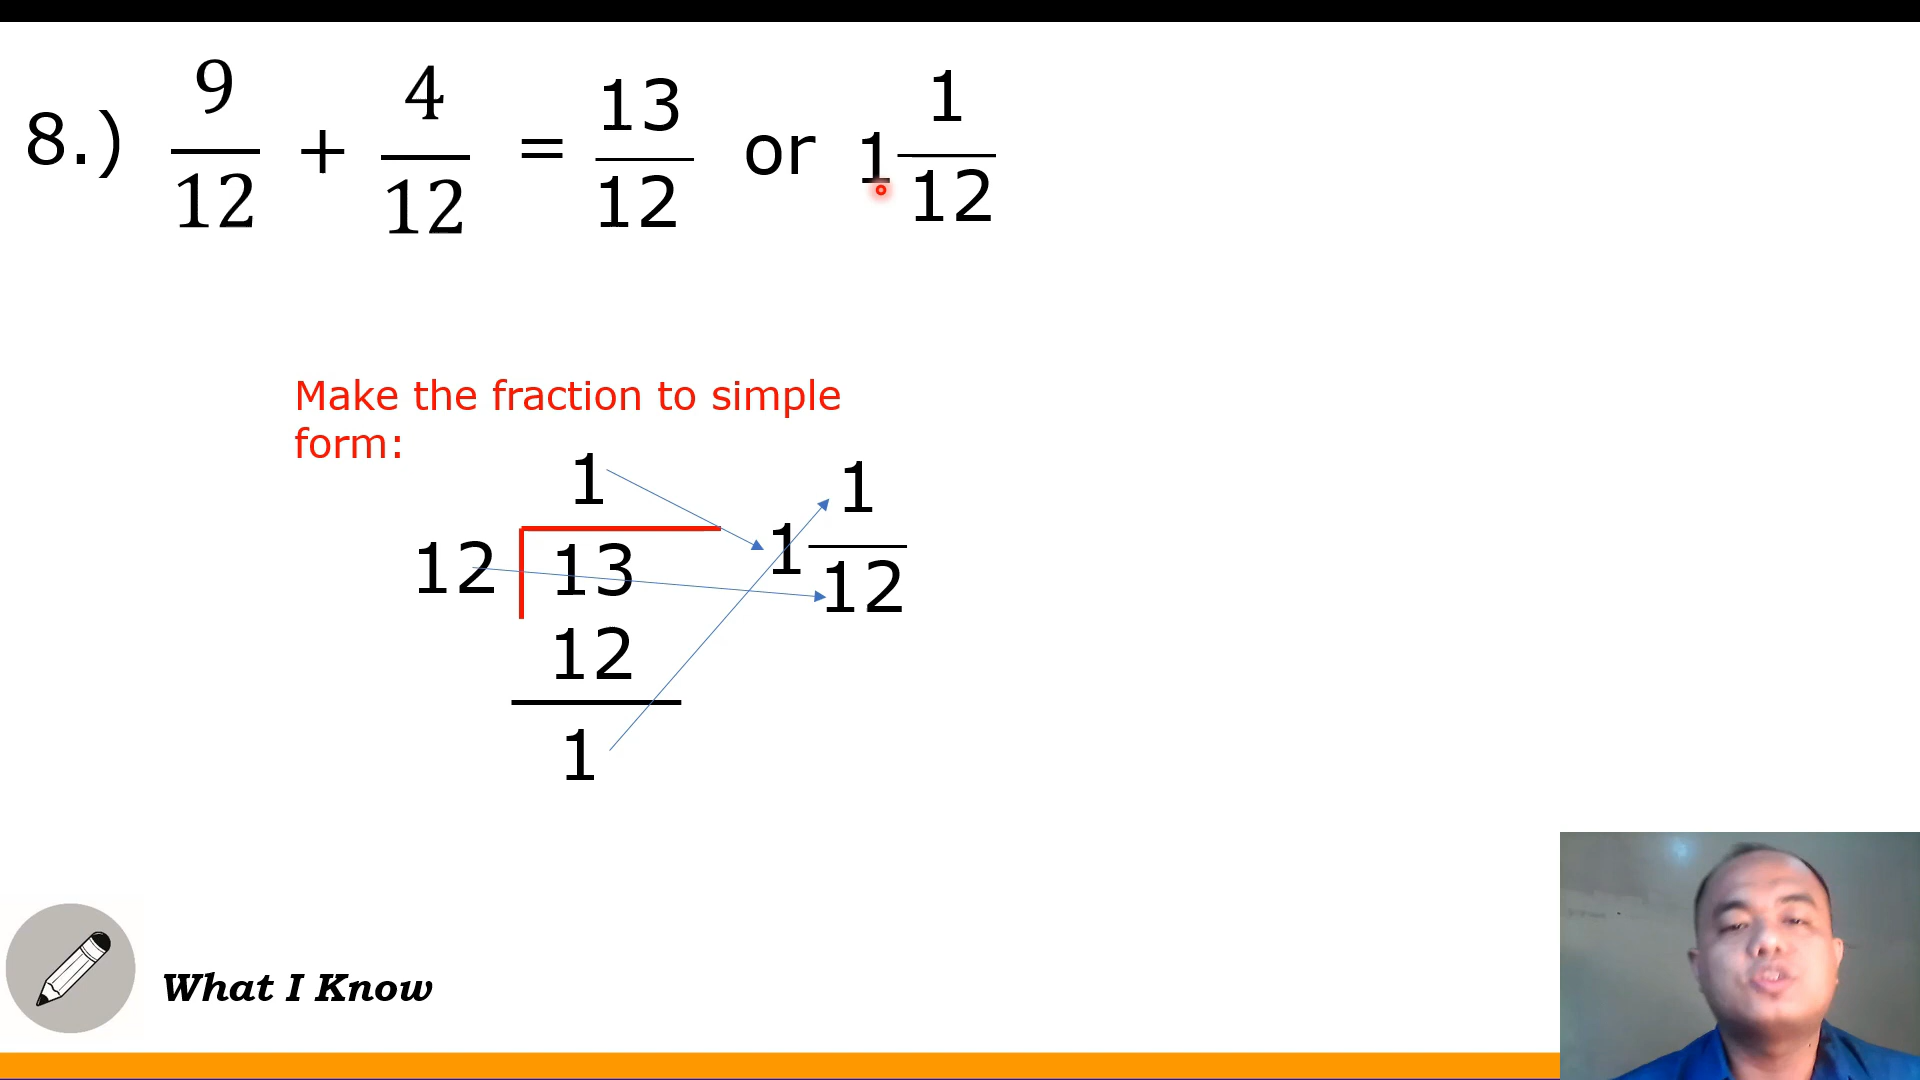 8.) 9/12 + 4/12 = 13/12 or 1 1/12
Make the fraction to simple
form:
1
12 13 1 1/12
12
1
What I Know